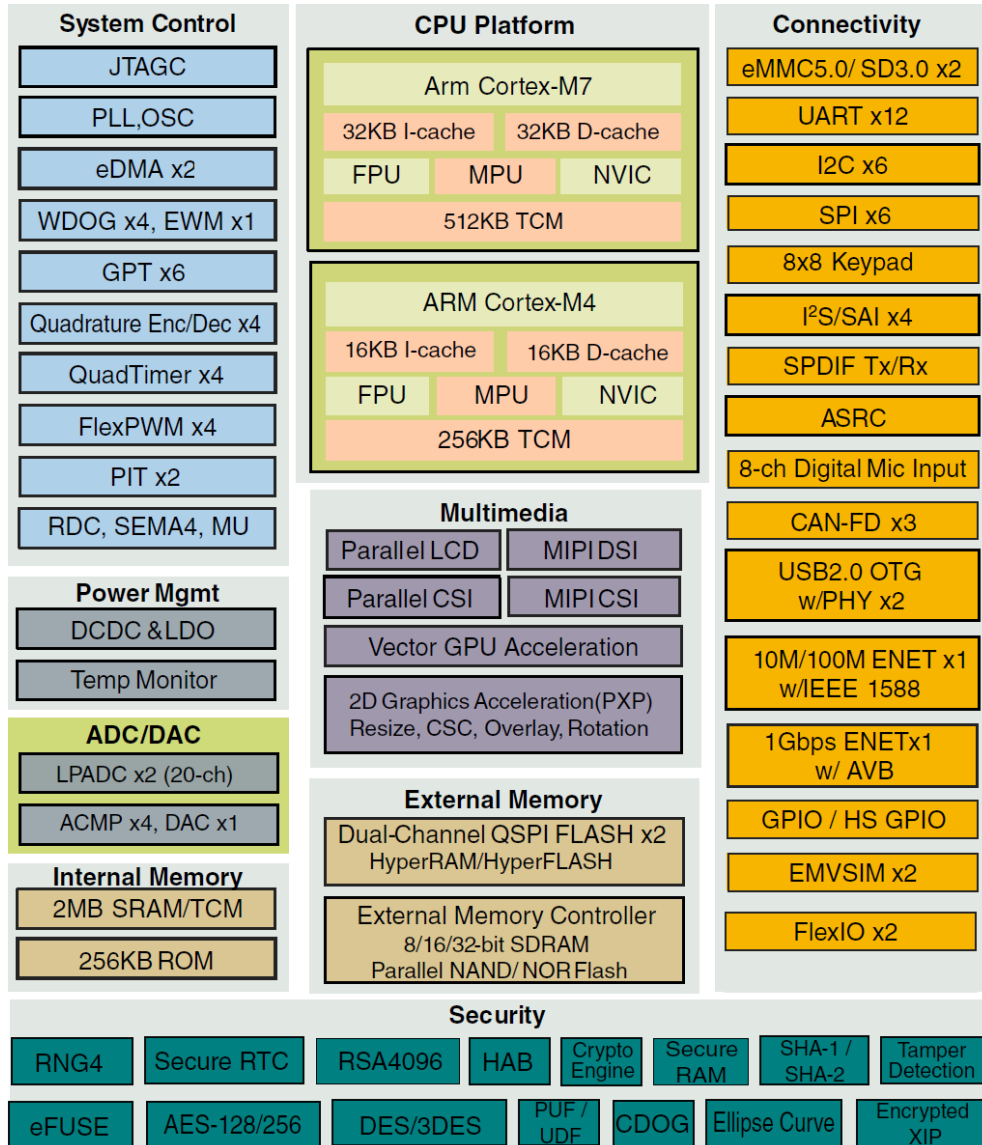 System Control
JTAGC
PLL,OSC
eDMA x2
WDOG x4, EWM x1
GPT x6
Quadrature Enc/Dec x4
QuadTimer x4
FlexPWM x4
PIT x2
RDC, SEMA4, MU
Power Mgmt
DCDC &LDO
Temp Monitor
ADC/DAC
LPADC x2 (20-ch)
ACMP x4, DAC x1
Internal Memory
2MB SRAM/TCM
256KB ROM
CPU Platform
Arm Cortex-M7
32KB I-cache
32KB D-cache
FPU
MPU
NVIC
512KB TCM
ARM Cortex-M4
16KB I-cache
16KB D-cache
FPU
MPU
NVIC
256KB TCM
Multimedia
Parallel LCD
MIPI DSI
Parallel CSI
MIPI CSI
Vector GPU Acceleration
2D Graphics Acceleration(PXP)
Resize, CSC, Overlay, Rotation
External Memory
Dual-Channel QSPI FLASH x2
HyperRAM/HyperFLASH
External Memory Controller
8/16/32-bit SDRAM
Parallel NAND/ NOR Flash
Connectivity
eMMC5.0/ SD3.0 x2
UART x12
I2C x6
SPI x6
8x8 Keypad
I²S/SAI x4
SPDIF Tx/Rx
ASRC
8-ch Digital Mic Input
CAN-FD x3
USB2.0 OTG
w/PHY x2
10M/100M ENET x1
w/IEEE 1588
1Gbps ENETx1
w/ AVB
GPIO / HS GPIO
EMVSIM x2
FlexIO x2
Security
RNG4
Secure RTC
RSA4096
HAB
Crypto
Engine
Secure
RAM
SHA-1 /
SHA-2
Tamper
Detection
eFUSE
AES-128/256
DES/3DES
PUF /
UDF
CDOG
Ellipse Curve
Encrypted
XIP